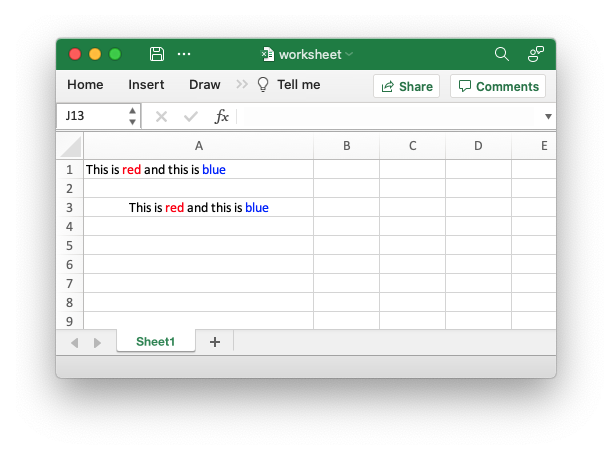 worksheet
Home Insert Draw Tell me Share Comments
J13 fx
A B C D E
1 This is red and this is blue
2
3 This is red and this is blue
4
5
6
7
8
9
Sheet1 +